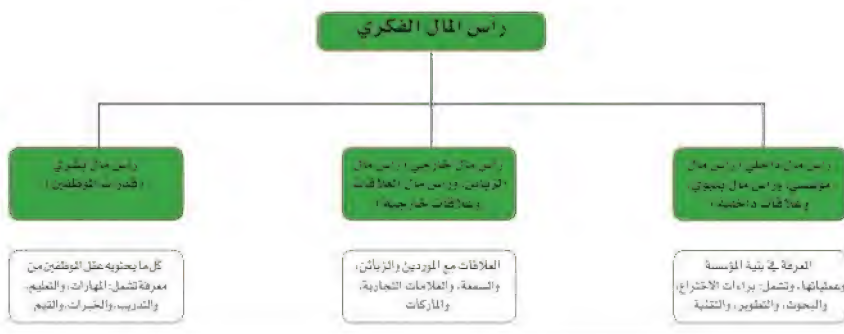 رأس المال الفكري
رأس مال داخلي (رأس مال
مؤسسي، ورأس مال بنيوي،
وعلاقات داخلية)
رأس مال خارجي (رأس مال
الزبائن، ورأس مال العلاقات
وعلاقات خارجية)
رأس مال بشري
(قدرات الموظفين)
المعرفة في بنية المؤسسة
وعملياتها، وتشمل: براءات الاختراع،
والبحوث، والتطوير، والتقنية
العلاقات مع الموردين والزبائن،
والسمعة، والعلامات التجارية،
والماركات
كل ما يحتويه عقل الموظفين من
معرفة تشمل: المهارات، والتعليم،
والتدريب، والخبرات، والقيم